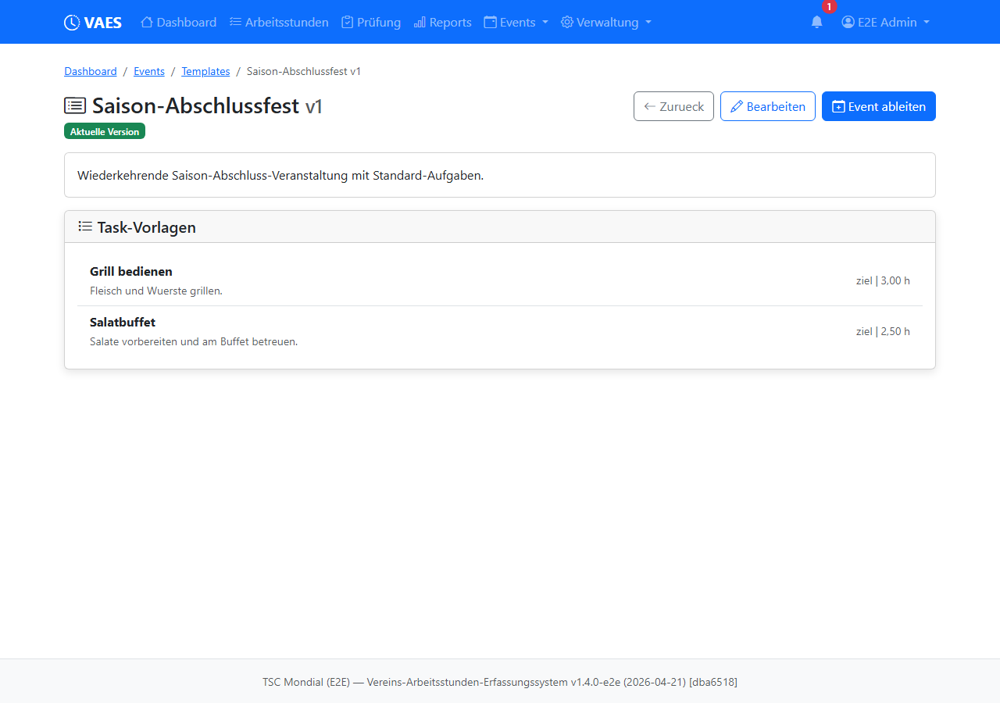 VAES Dashboard Arbeitsstunden Prüfung Reports Events Verwaltung 1 E2E Admin
Dashboard / Events / Templates / Saison-Abschlussfest v1
Saison-Abschlussfest v1 Zurueck Bearbeiten Event ableiten
Aktuelle Version
Wiederkehrende Saison-Abschluss-Veranstaltung mit Standard-Aufgaben.
Task-Vorlagen
Grill bedienen
Fleisch und Wuerste grillen.
ziel | 3,00 h
Salatbuffet
Salate vorbereiten und am Buffet betreuen.
ziel | 2,50 h
TSC Mondial (E2E) — Vereins-Arbeitsstunden-Erfassungssystem v1.4.0-e2e (2026-04-21) [dba6518]